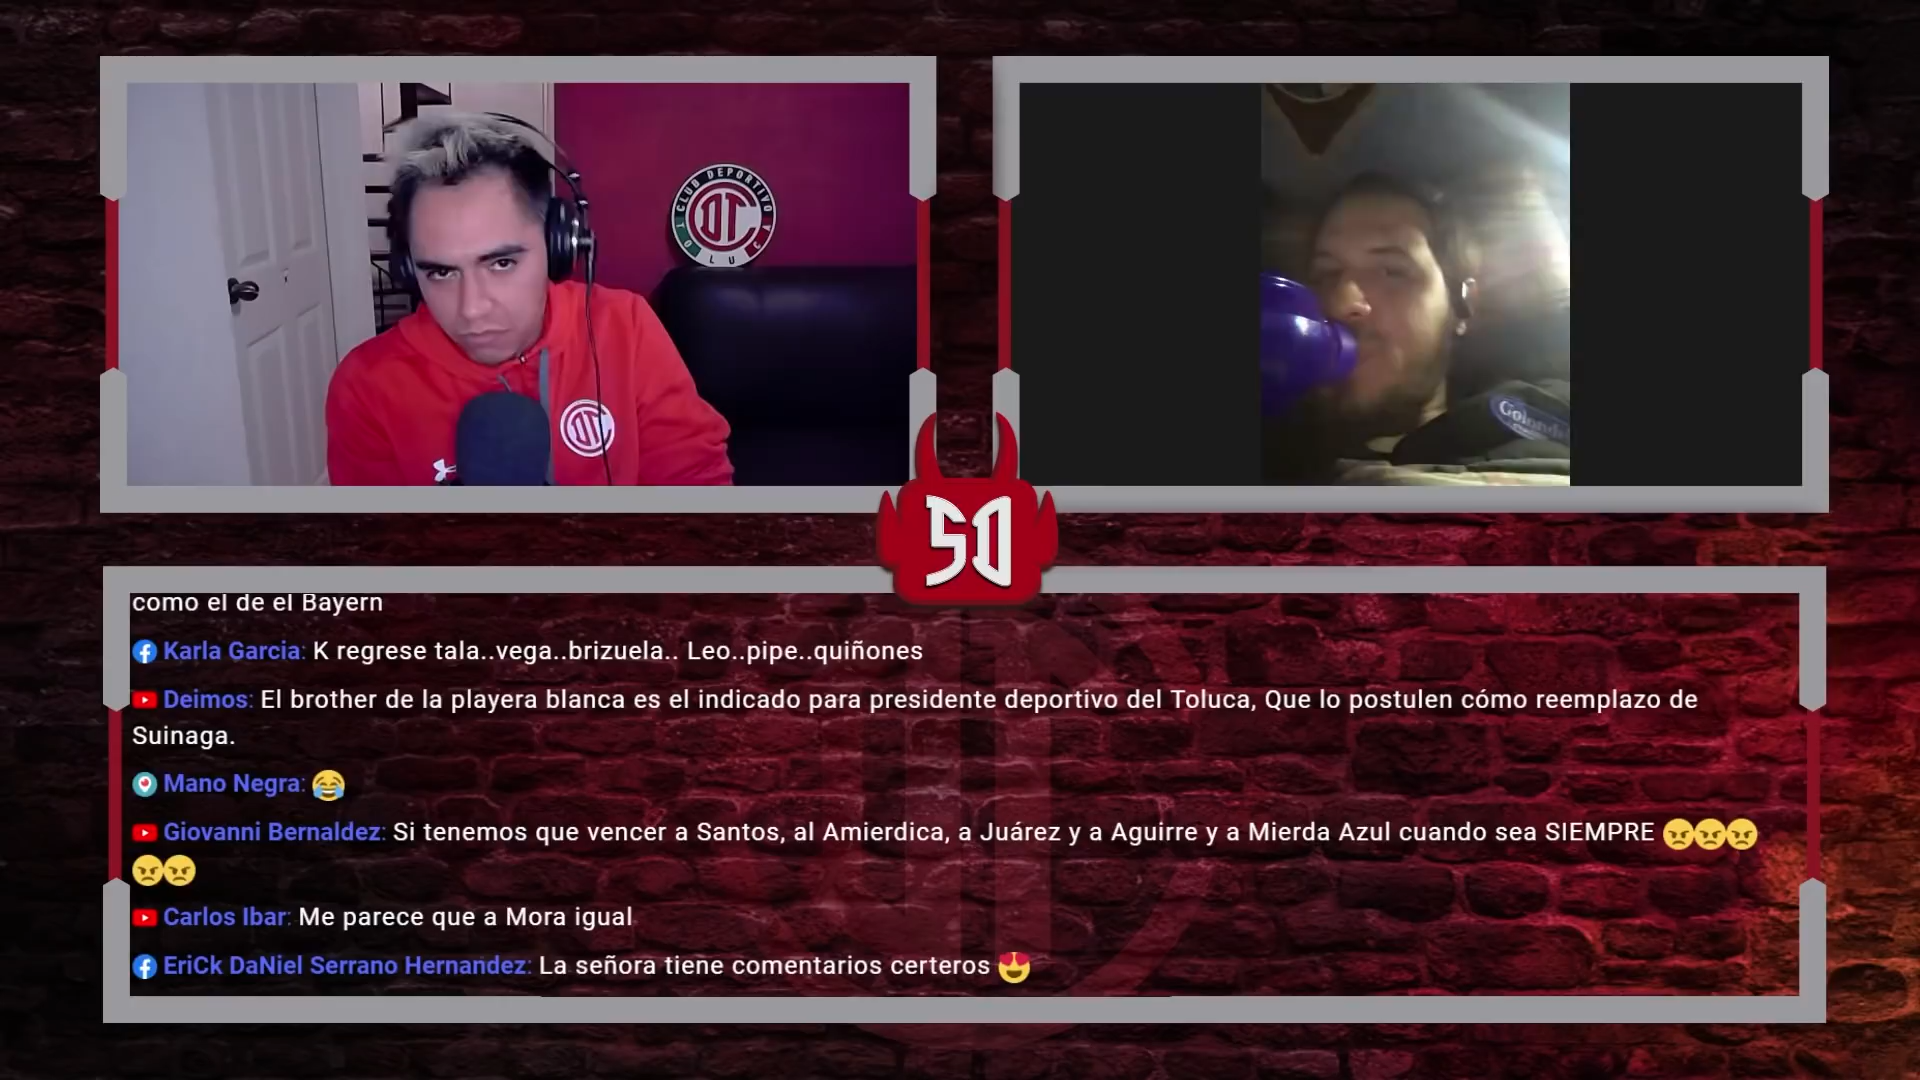 CLUB DEPORTIVO
TOLUCA
DTC
DTC
SD
como el de el Bayern
Karla Garcia: K regrese tala..vega..brizuela.. Leo..pipe..quiñones
Deimos: El brother de la playera blanca es el indicado para presidente deportivo del Toluca, Que lo postulen cómo reemplazo de
Suinaga.
Mano Negra: 😂
Giovanni Bernaldez: Si tenemos que vencer a Santos, al Amierdica, a Juárez y a Aguirre y a Mierda Azul cuando sea SIEMPRE 😠😠😠
😠😠
Carlos Ibar: Me parece que a Mora igual
EriCk DaNiel Serrano Hernandez: La señora tiene comentarios certeros 😍